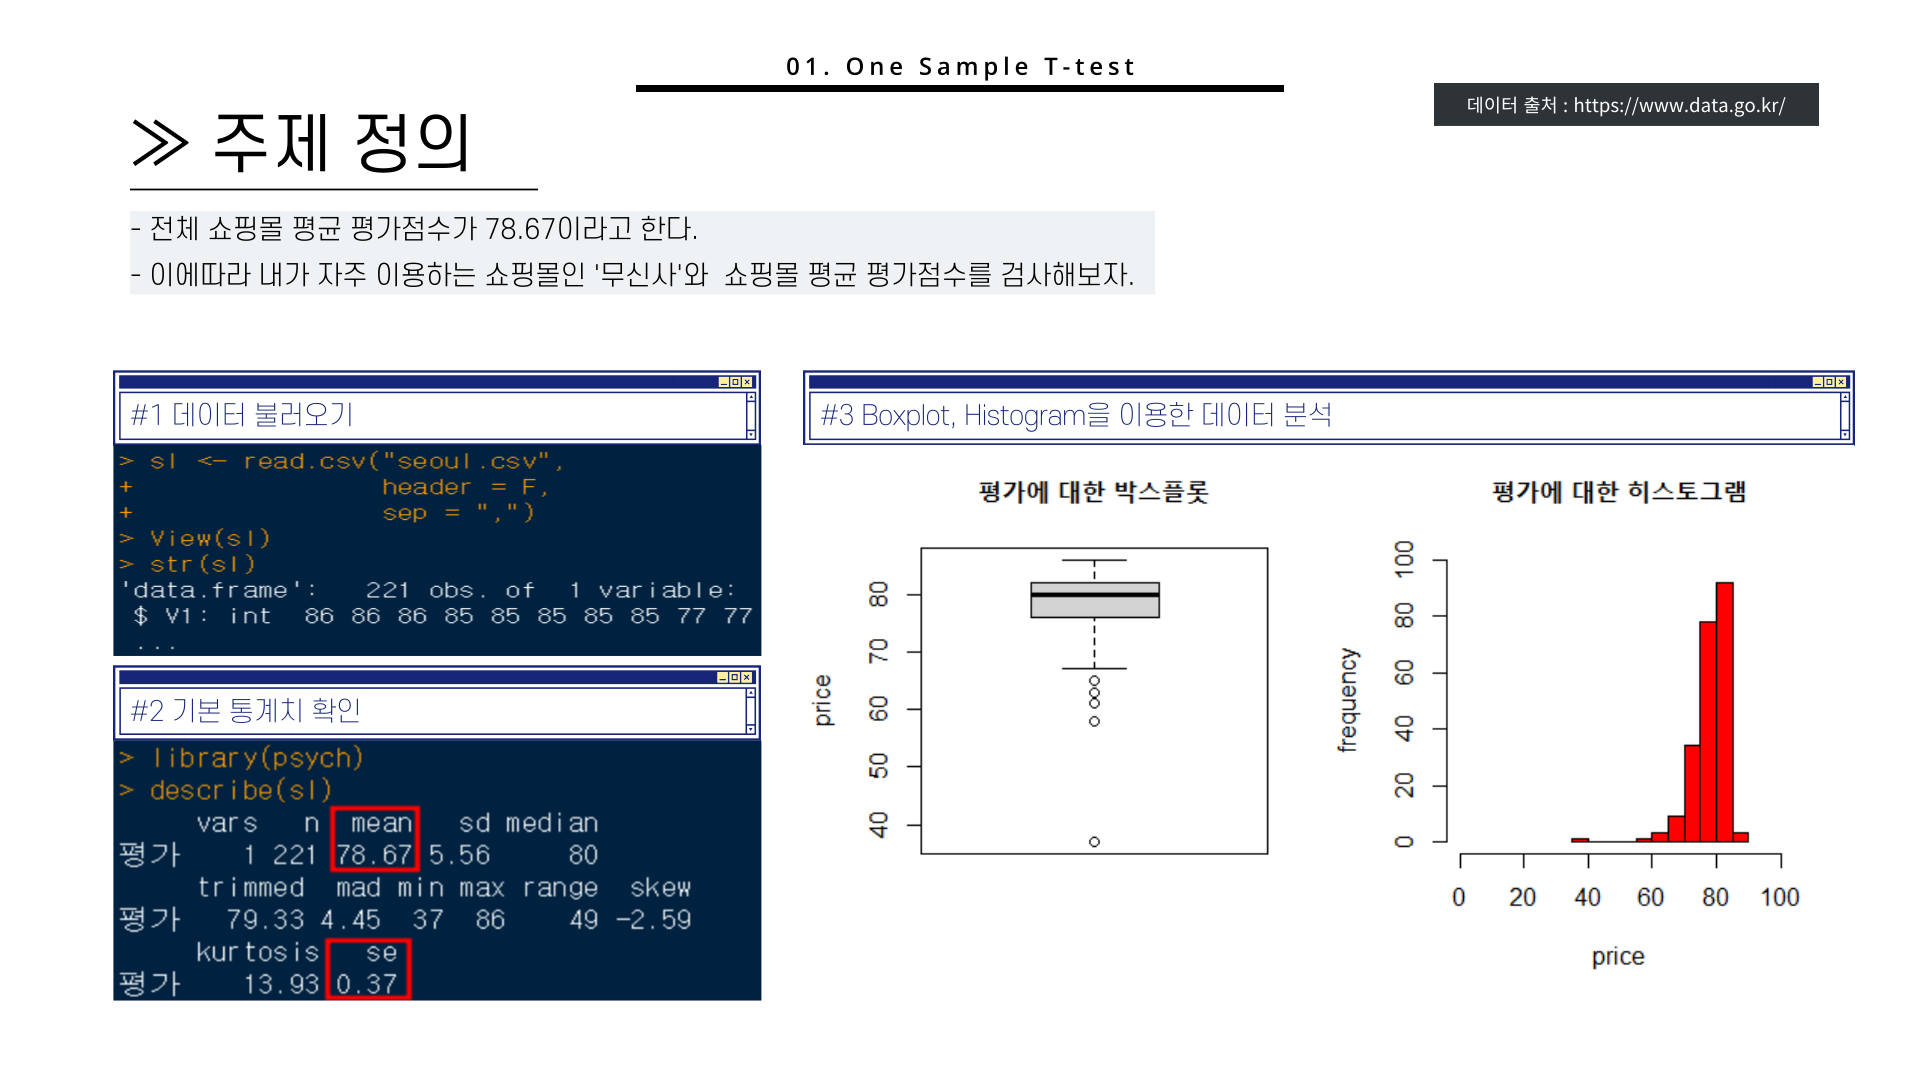 01. One Sample T-test
데이터 출처 : https://www.data.go.kr/
≫ 주제 정의
- 전체 쇼핑몰 평균 평가점수가 78.67이라고 한다.
- 이에따라 내가 자주 이용하는 쇼핑몰인 '무신사'와 쇼핑몰 평균 평가점수를 검사해보자.
#1 데이터 불러오기
> sl <- read.csv("seoul.csv",
+ header = F,
+ sep = ",")
> View(sl)
> str(sl)
'data.frame': 221 obs. of 1 variable:
$ V1: int 86 86 86 85 85 85 85 85 77 77
...
#2 기본 통계치 확인
> library(psych)
> describe(sl)
vars n mean sd median
평가 1 221 78.67 5.56 80
trimmed mad min max range skew
평가 79.33 4.45 37 86 49 -2.59
kurtosis se
평가 13.93 0.37
#3 Boxplot, Histogram을 이용한 데이터 분석
평가에 대한 박스플롯
price
80
70
60
50
40
평가에 대한 히스토그램
frequency
100
80
60
40
20
0
0 20 40 60 80 100
price